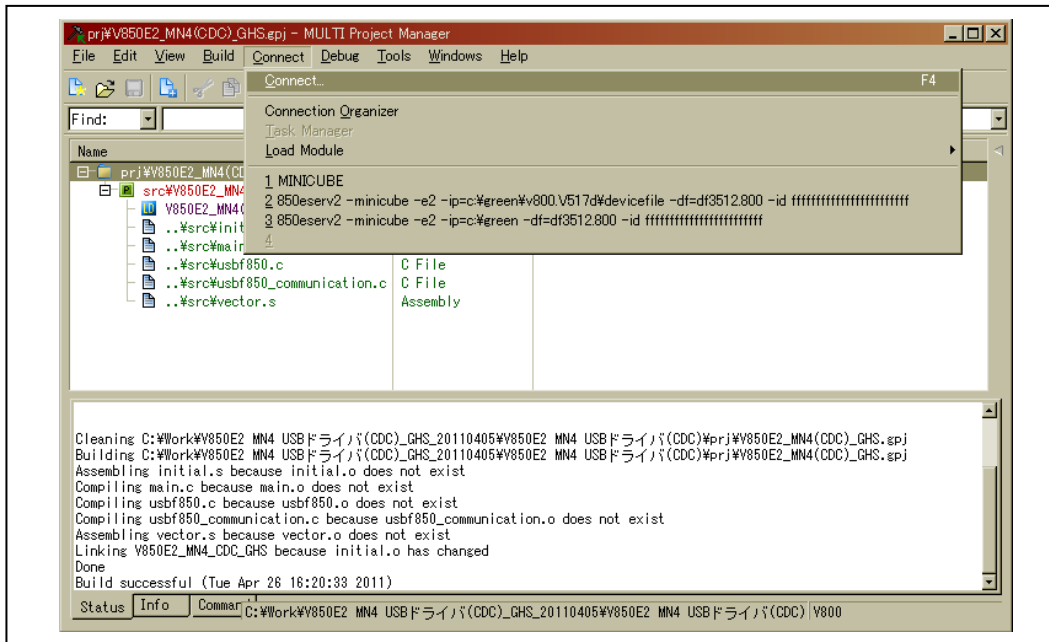 prj¥V850E2_MN4(CDC)_GHS.gpj - MULTI Project Manager
File Edit View Build Connect Debug Tools Windows Help
Connect... F4
Find:
Connection Organizer
Task Manager
Load Module
Name
1 MINICUBE
2 850eserv2 -minicube -e2 -ip=c:¥green¥v800.V517d¥devicefile -df=df3512.800 -id ffffffffffffffffffffffff
3 850eserv2 -minicube -e2 -ip=c:¥green -df=df3512.800 -id ffffffffffffffffffffffff
4
prj¥V850E2_MN4(CD
src¥V850E2_MN4
V850E2_MN4(
..¥src¥init
..¥src¥main
..¥src¥usbf850.c C File
..¥src¥usbf850_communication.c C File
..¥src¥vector.s Assembly
Cleaning C:¥Work¥V850E2 MN4 USBドライバ(CDC)_GHS_20110405¥V850E2 MN4 USBドライバ(CDC)¥prj¥V850E2_MN4(CDC)_GHS.gpj
Building C:¥Work¥V850E2 MN4 USBドライバ(CDC)_GHS_20110405¥V850E2 MN4 USBドライバ(CDC)¥prj¥V850E2_MN4(CDC)_GHS.gpj
Assembling initial.s because initial.o does not exist
Compiling main.c because main.o does not exist
Compiling usbf850.c because usbf850.o does not exist
Compiling usbf850_communication.c because usbf850_communication.o does not exist
Assembling vector.s because vector.o does not exist
Linking V850E2_MN4_CDC_GHS because initial.o has changed
Done
Build successful (Tue Apr 26 16:20:33 2011)
Status Info Comman C:¥Work¥V850E2 MN4 USBドライバ(CDC)_GHS_20110405¥V850E2 MN4 USBドライバ(CDC) V800